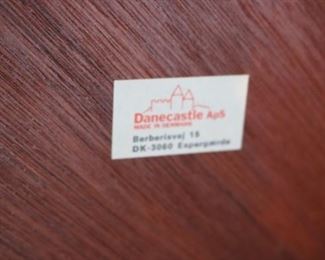 Danecastle ApS
MADE IN DENMARK
Berberisvej 15
DK-3060 Espergærde